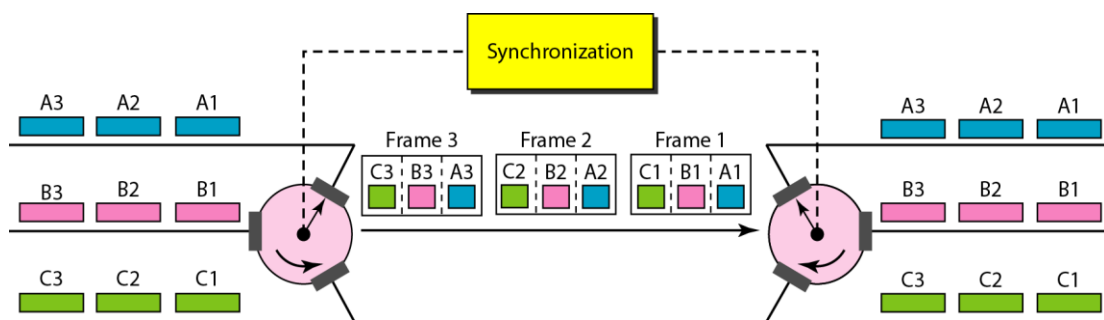 Synchronization
A3 A2 A1
A3 A2 A1
Frame 3 Frame 2 Frame 1
C3 B3 A3 C2 B2 A2 C1 B1 A1
B3 B2 B1
B3 B2 B1
C3 C2 C1
C3 C2 C1